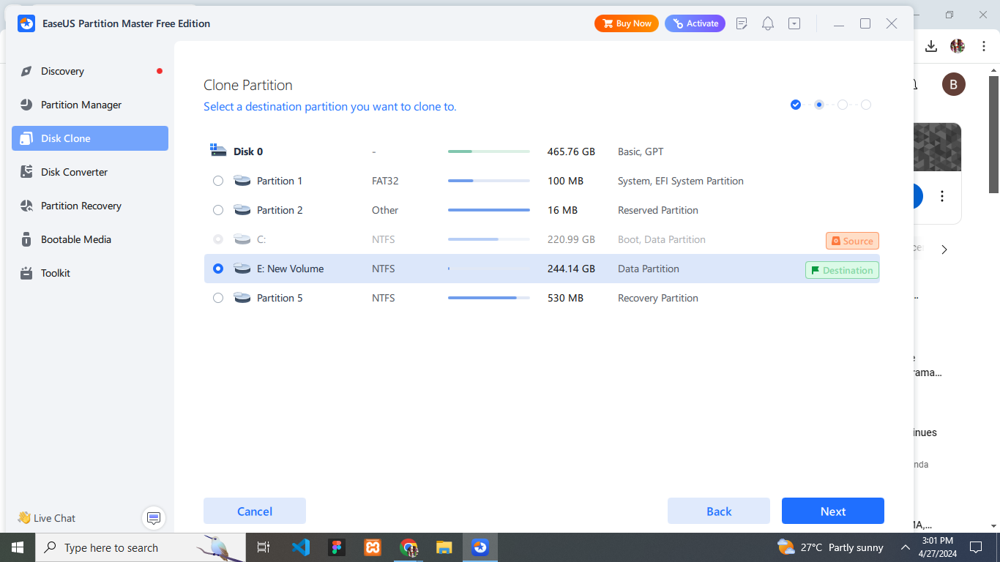 EaseUS Partition Master Free Edition
Buy Now
Activate
Discovery
Partition Manager
Disk Clone
Disk Converter
Partition Recovery
Bootable Media
Toolkit
Live Chat
Clone Partition
Select a destination partition you want to clone to.
Disk 0 - 465.76 GB Basic, GPT
Partition 1 FAT32 100 MB System, EFI System Partition
Partition 2 Other 16 MB Reserved Partition
C: NTFS 220.99 GB Boot, Data Partition Source
E: New Volume NTFS 244.14 GB Data Partition Destination
Partition 5 NTFS 530 MB Recovery Partition
Cancel
Back
Next
B
Type here to search
27°C Partly sunny
3:01 PM
4/27/2024